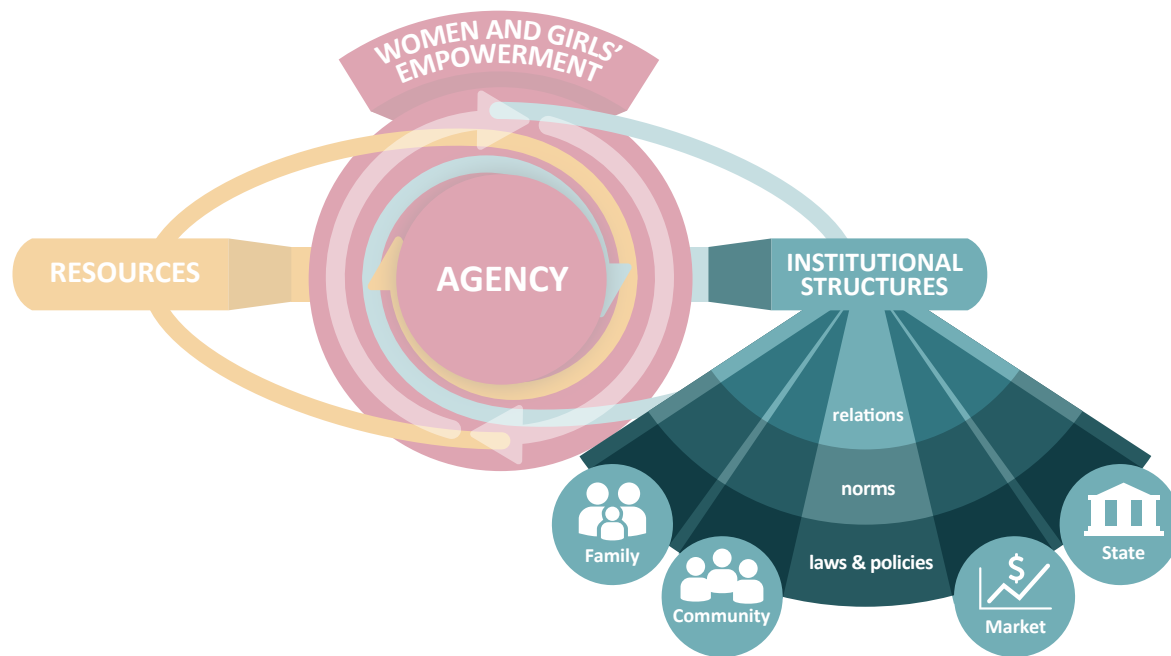 WOMEN AND GIRLS’
EMPOWERMENT
RESOURCES
AGENCY
INSTITUTIONAL
STRUCTURES
relations
norms
laws & policies
Family
Community
Market
State